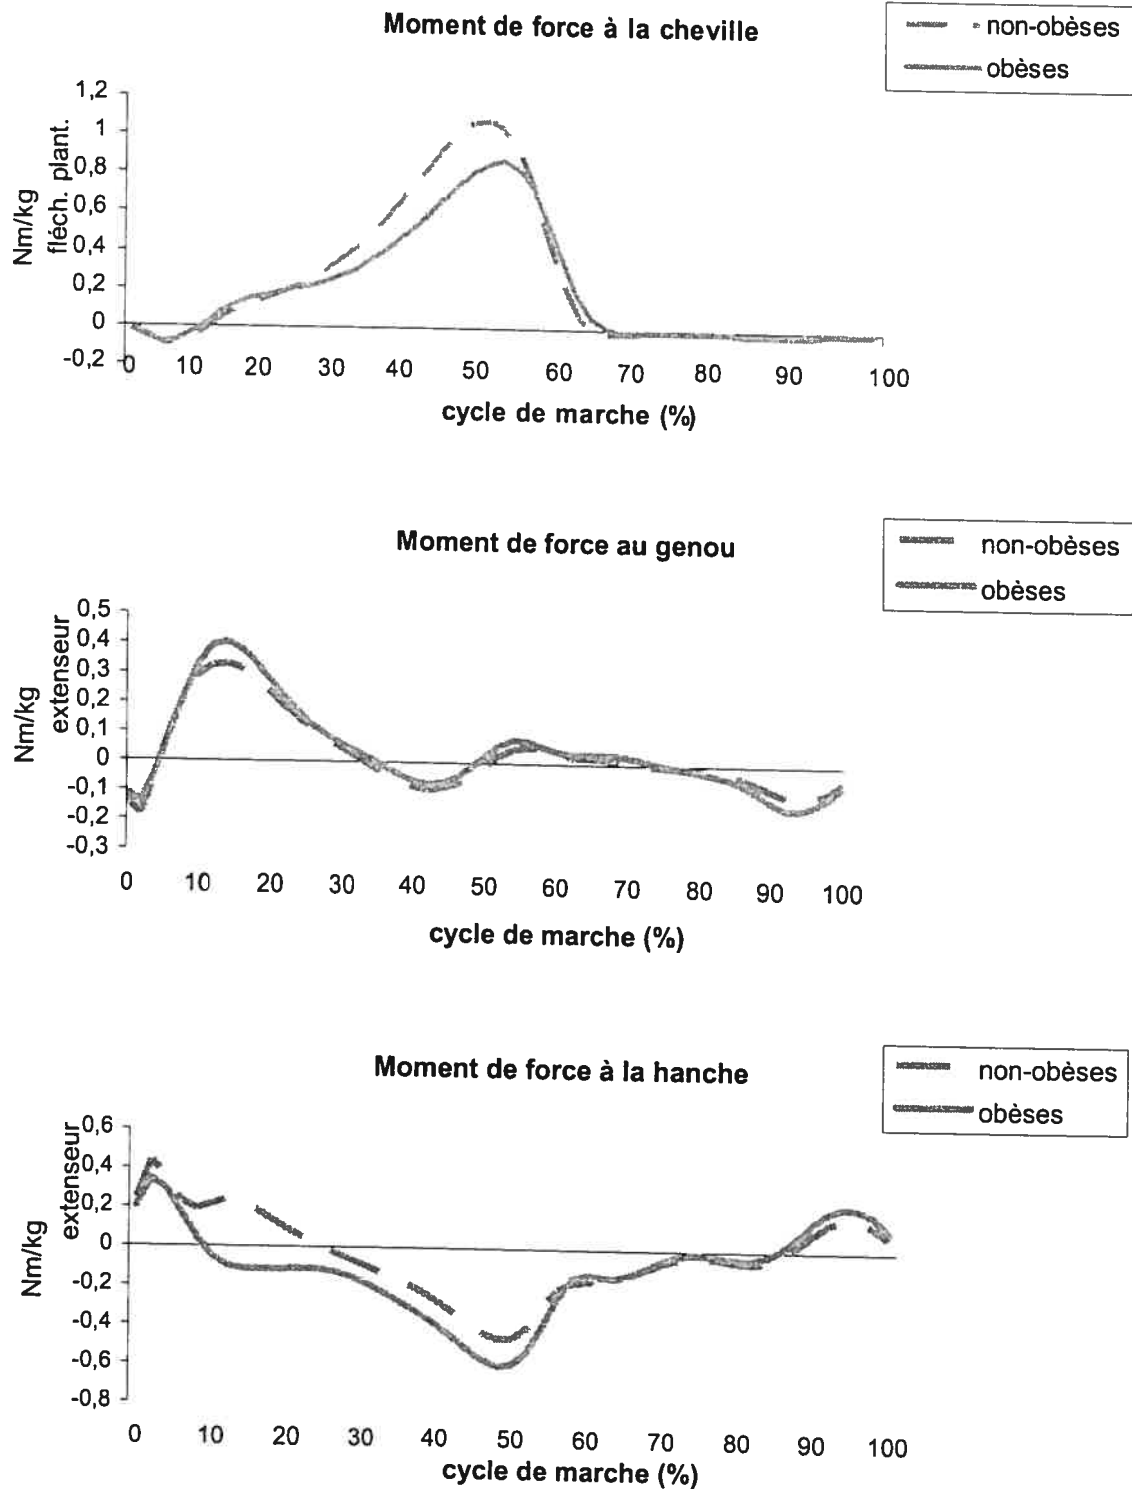 Moment de force à la cheville
non-obèses
obèses
Nm/kg
fléch. plant.
1,2
1
0,8
0,6
0,4
0,2
0
-0,2
0 10 20 30 40 50 60 70 80 90 100
cycle de marche (%)
Moment de force au genou
non-obèses
obèses
Nm/kg
extenseur
0,5
0,4
0,3
0,2
0,1
0
-0,1
-0,2
-0,3
0 10 20 30 40 50 60 70 80 90 100
cycle de marche (%)
Moment de force à la hanche
non-obèses
obèses
Nm/kg
extenseur
0,6
0,4
0,2
0
-0,2
-0,4
-0,6
-0,8
0 10 20 30 40 50 60 70 80 90 100
cycle de marche (%)